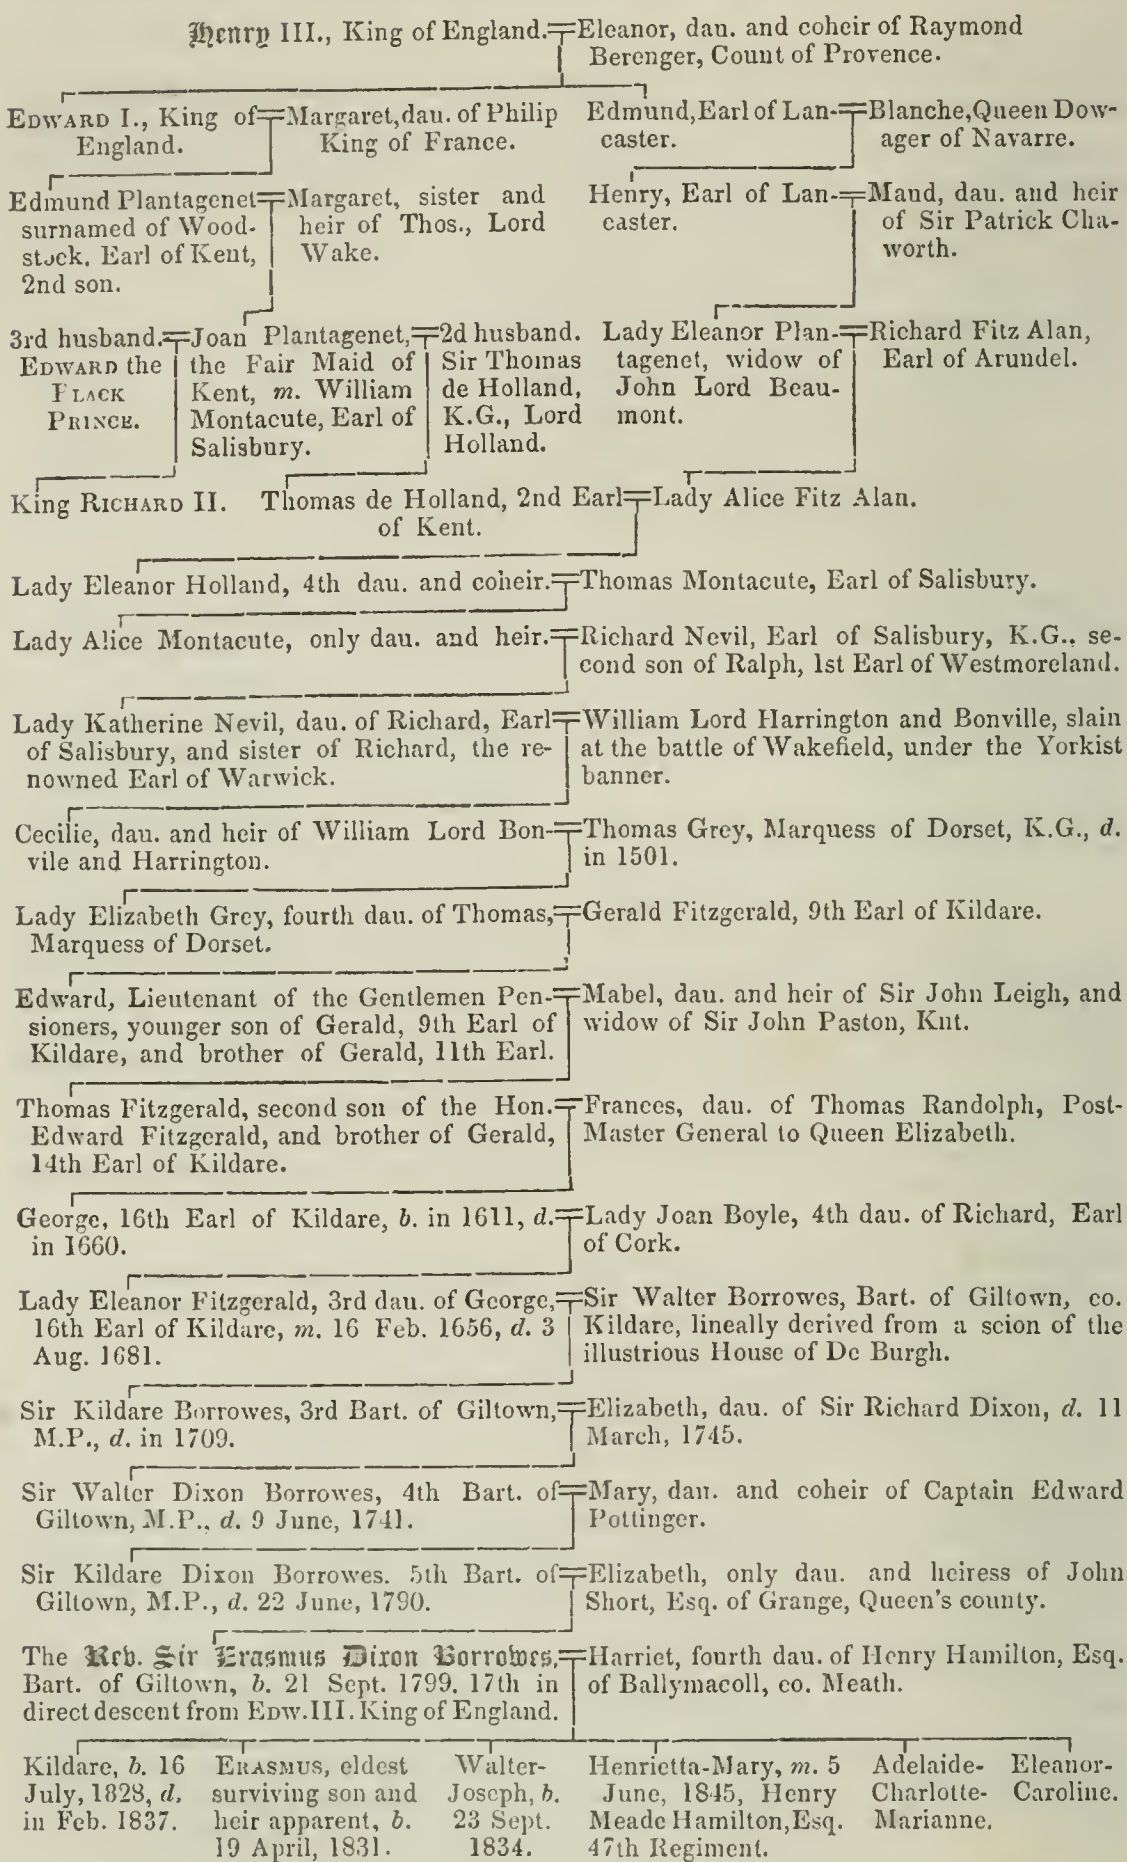 Henry III., King of England.=Eleanor, dau. and coheir of Raymond
Berenger, Count of Provence.
EDWARD I., King of=Margaret, dau. of Philip
England. King of France.
Edmund, Earl of Lan-=Blanche, Queen Dow-
caster. ager of Navarre.
Edmund Plantagenet=Margaret, sister and
surnamed of Wood- heir of Thos., Lord
stock, Earl of Kent, Wake.
2nd son.
Henry, Earl of Lan-=Maud, dau. and heir
caster. of Sir Patrick Cha-
worth.
3rd husband.=Joan Plantagenet,=2d husband.
EDWARD the the Fair Maid of Sir Thomas
FLACK Kent, m. William de Holland,
PRINCE. Montacute, Earl of K.G., Lord
Salisbury. Holland.
Lady Eleanor Plan-=Richard Fitz Alan,
tagenet, widow of Earl of Arundel.
John Lord Beau-
mont.
King RICHARD II. Thomas de Holland, 2nd Earl=Lady Alice Fitz Alan.
of Kent.
Lady Eleanor Holland, 4th dau. and coheir.=Thomas Montacute, Earl of Salisbury.
Lady Alice Montacute, only dau. and heir.=Richard Nevil, Earl of Salisbury, K.G., se-
cond son of Ralph, 1st Earl of Westmoreland.
Lady Katherine Nevil, dau. of Richard, Earl=William Lord Harrington and Bonville, slain
of Salisbury, and sister of Richard, the re- at the battle of Wakefield, under the Yorkist
nowned Earl of Warwick. banner.
Cecilie, dau. and heir of William Lord Bon-=Thomas Grey, Marquess of Dorset, K.G., d.
vile and Harrington. in 1501.
Lady Elizabeth Grey, fourth dau. of Thomas,=Gerald Fitzgerald, 9th Earl of Kildare.
Marquess of Dorset.
Edward, Lieutenant of the Gentlemen Pen-=Mabel, dau. and heir of Sir John Leigh, and
sioners, younger son of Gerald, 9th Earl of widow of Sir John Paston, Knt.
Kildare, and brother of Gerald, 11th Earl.
Thomas Fitzgerald, second son of the Hon.=Frances, dau. of Thomas Randolph, Post-
Edward Fitzgerald, and brother of Gerald, Master General to Queen Elizabeth.
14th Earl of Kildare.
George, 16th Earl of Kildare, b. in 1611, d.=Lady Joan Boyle, 4th dau. of Richard, Earl
in 1660. of Cork.
Lady Eleanor Fitzgerald, 3rd dau. of George,=Sir Walter Borrowes, Bart. of Giltown, co.
16th Earl of Kildare, m. 16 Feb. 1656, d. 3 Kildare, lineally derived from a scion of the
Aug. 1681. illustrious House of De Burgh.
Sir Kildare Borrowes, 3rd Bart. of Giltown,=Elizabeth, dau. of Sir Richard Dixon, d. 11
M.P., d. in 1709. March, 1745.
Sir Walter Dixon Borrowes, 4th Bart. of=Mary, dau. and coheir of Captain Edward
Giltown, M.P., d. 9 June, 1741. Pottinger.
Sir Kildare Dixon Borrowes, 5th Bart. of=Elizabeth, only dau. and heiress of John
Giltown, M.P., d. 22 June, 1790. Short, Esq. of Grange, Queen's county.
The Reb. Sir Erasmus Dixon Borrowes,=Harriet, fourth dau. of Henry Hamilton, Esq.
Bart. of Giltown, b. 21 Sept. 1799. 17th in of Ballymacoll, co. Meath.
direct descent from EDW. III. King of England.
Kildare, b. 16
July, 1828, d.
in Feb. 1837.
ERASMUS, eldest
surviving son and
heir apparent, b.
19 April, 1831.
Walter-
Joseph, b.
23 Sept.
1834.
Henrietta-Mary, m. 5
June, 1845, Henry
Meade Hamilton, Esq.
47th Regiment.
Adelaide-
Charlotte-
Marianne.
Eleanor-
Caroline.